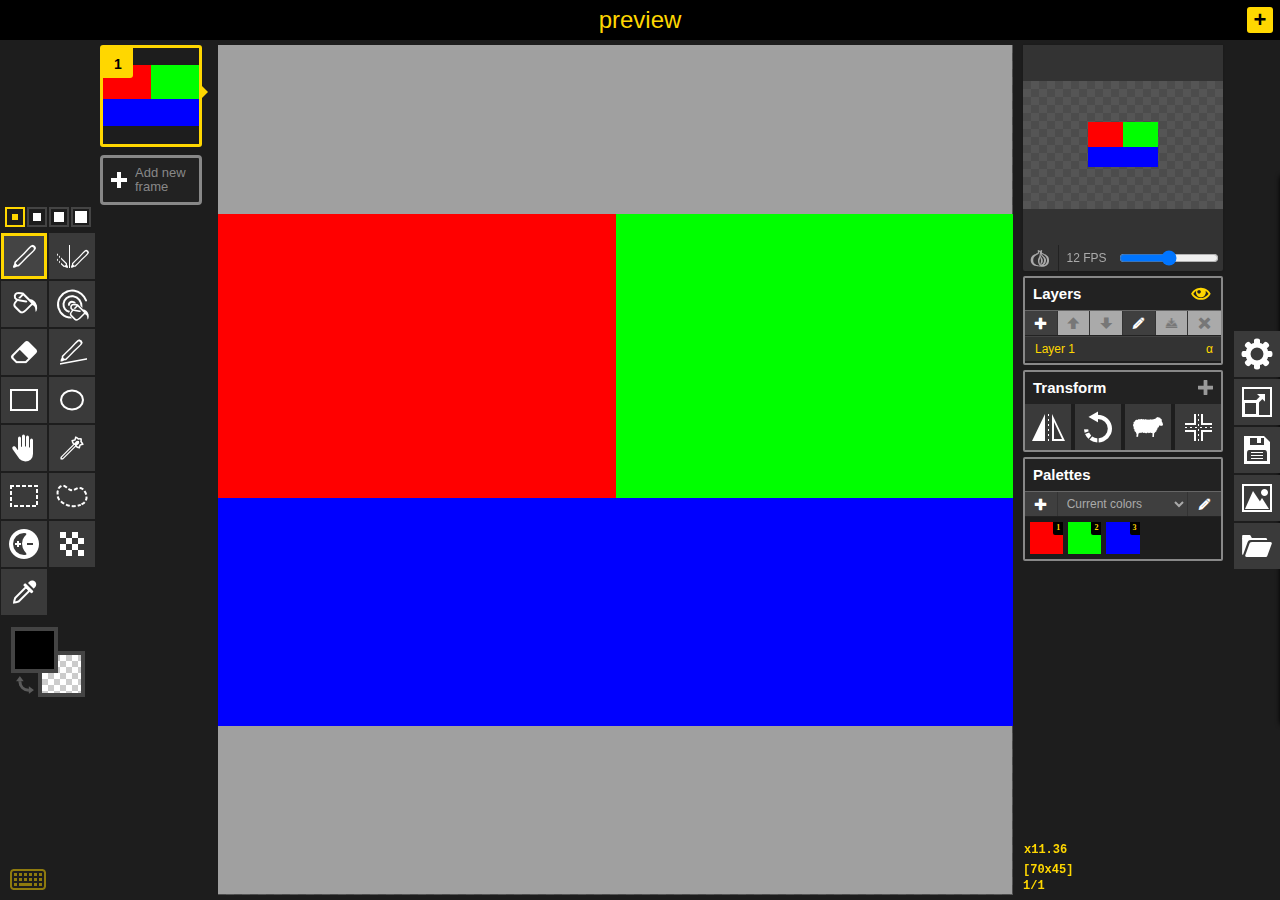 preview
+
1
Add new
frame
12 FPS
Layers
Layer 1
α
Transform
Palettes
Current colors
1
2
3
x11.36
[70x45]
1/1